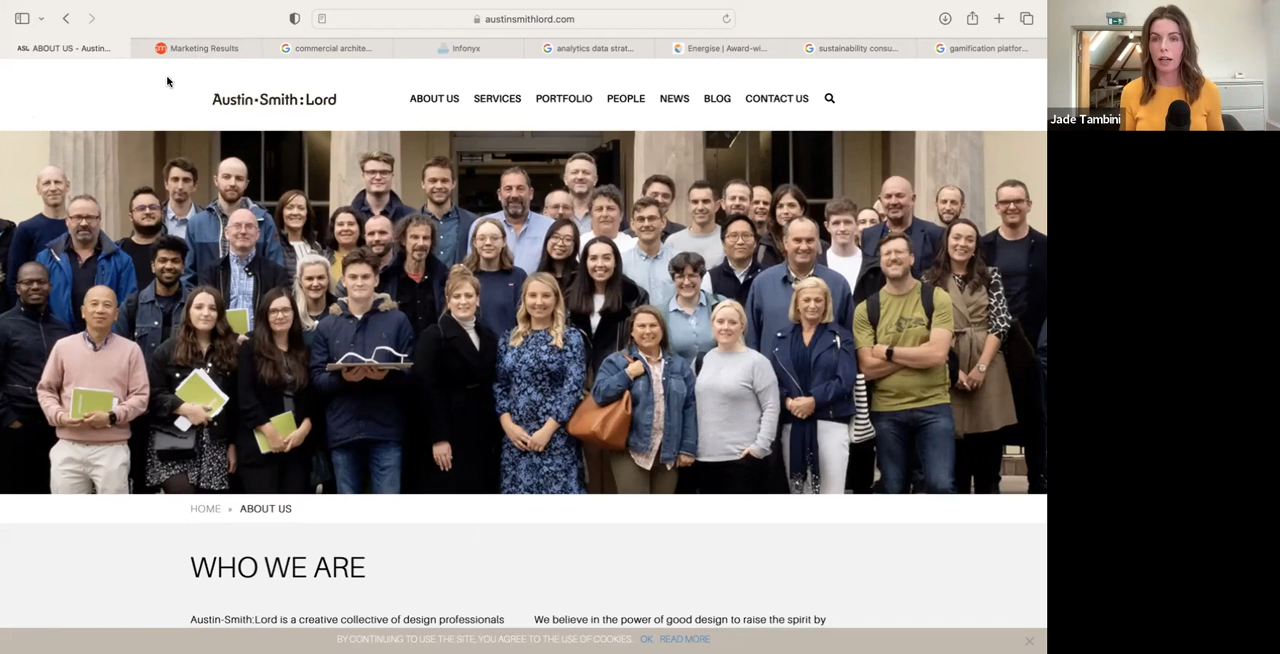 austinsmithlord.com
ASL ABOUT US - Austin...
Marketing Results
commercial archite...
Infonyx
analytics data strat...
Energise | Award-wi...
sustainability consu...
gamification platfor...
Austin•Smith:Lord
ABOUT US
SERVICES
PORTFOLIO
PEOPLE
NEWS
BLOG
CONTACT US
Jade Tambini
HOME » ABOUT US
WHO WE ARE
Austin-Smith:Lord is a creative collective of design professionals
We believe in the power of good design to raise the spirit by
BY CONTINUING TO USE THE SITE, YOU AGREE TO THE USE OF COOKIES. OK READ MORE